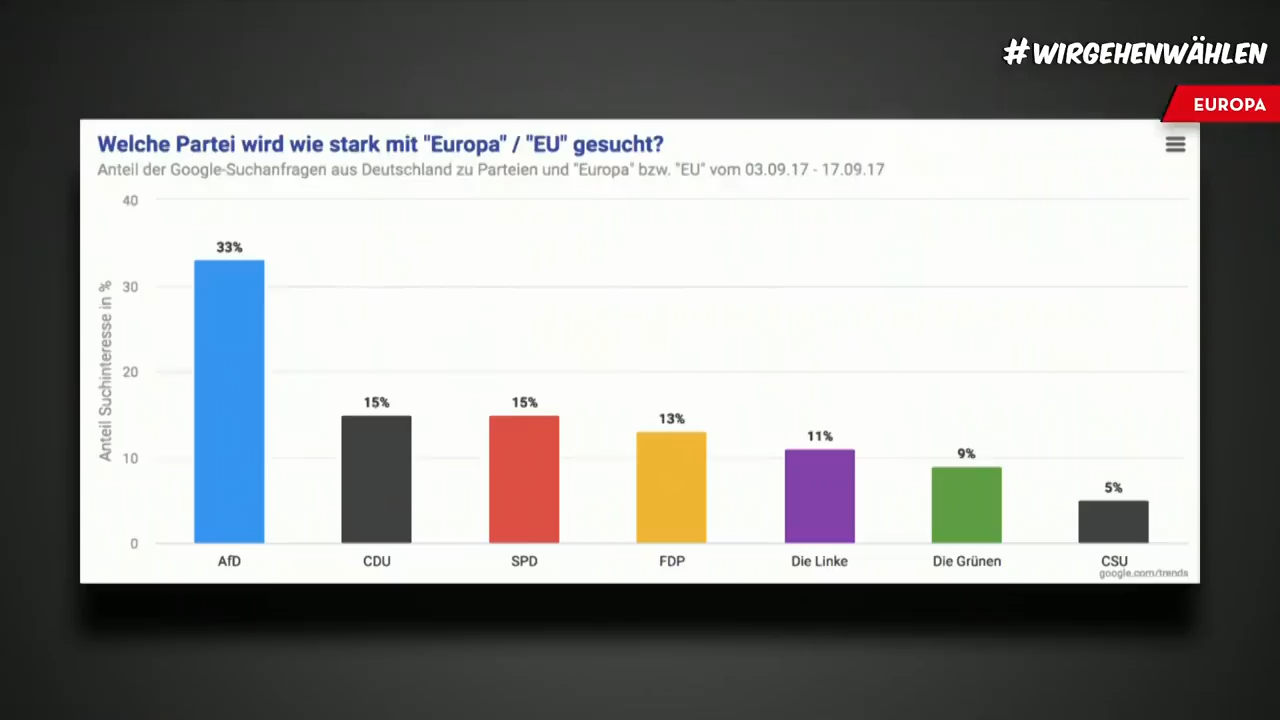 #WIRGEHENWÄHLEN
EUROPA
Welche Partei wird wie stark mit "Europa" / "EU" gesucht?
Anteil der Google-Suchanfragen aus Deutschland zu Parteien und "Europa" bzw. "EU" vom 03.09.17 - 17.09.17
Anteil Suchinteresse in %
40
30
20
10
0
33%
15%
15%
13%
11%
9%
5%
AfD
CDU
SPD
FDP
Die Linke
Die Grünen
CSU
google.com/trends